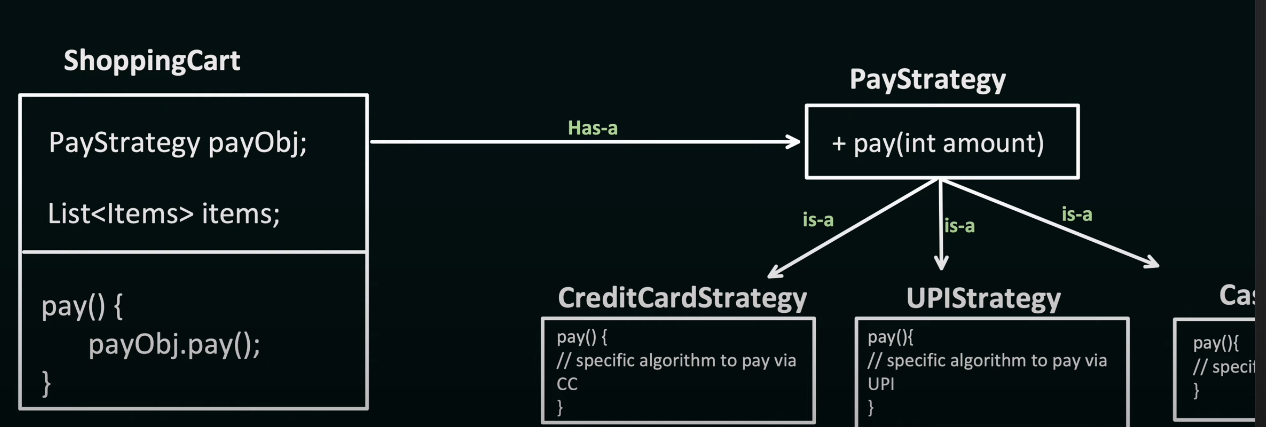 ShoppingCart
PayStrategy payObj;
List<Items> items;
pay() {
payObj.pay();
}
Has-a
PayStrategy
+ pay(int amount)
is-a
is-a
is-a
CreditCardStrategy
pay() {
// specific algorithm to pay via
CC
}
UPIStrategy
pay(){
// specific algorithm to pay via
UPI
}
pay(){
//
}